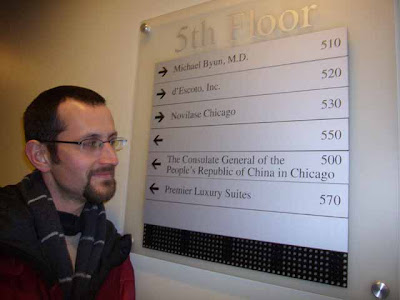 5th Floor
→ Michael Byun, M.D. 510
→ d'Escoto, Inc. 520
→ Novilase Chicago 530
← 550
← The Consulate General of the 500
People's Republic of China in Chicago
← Premier Luxury Suites 570